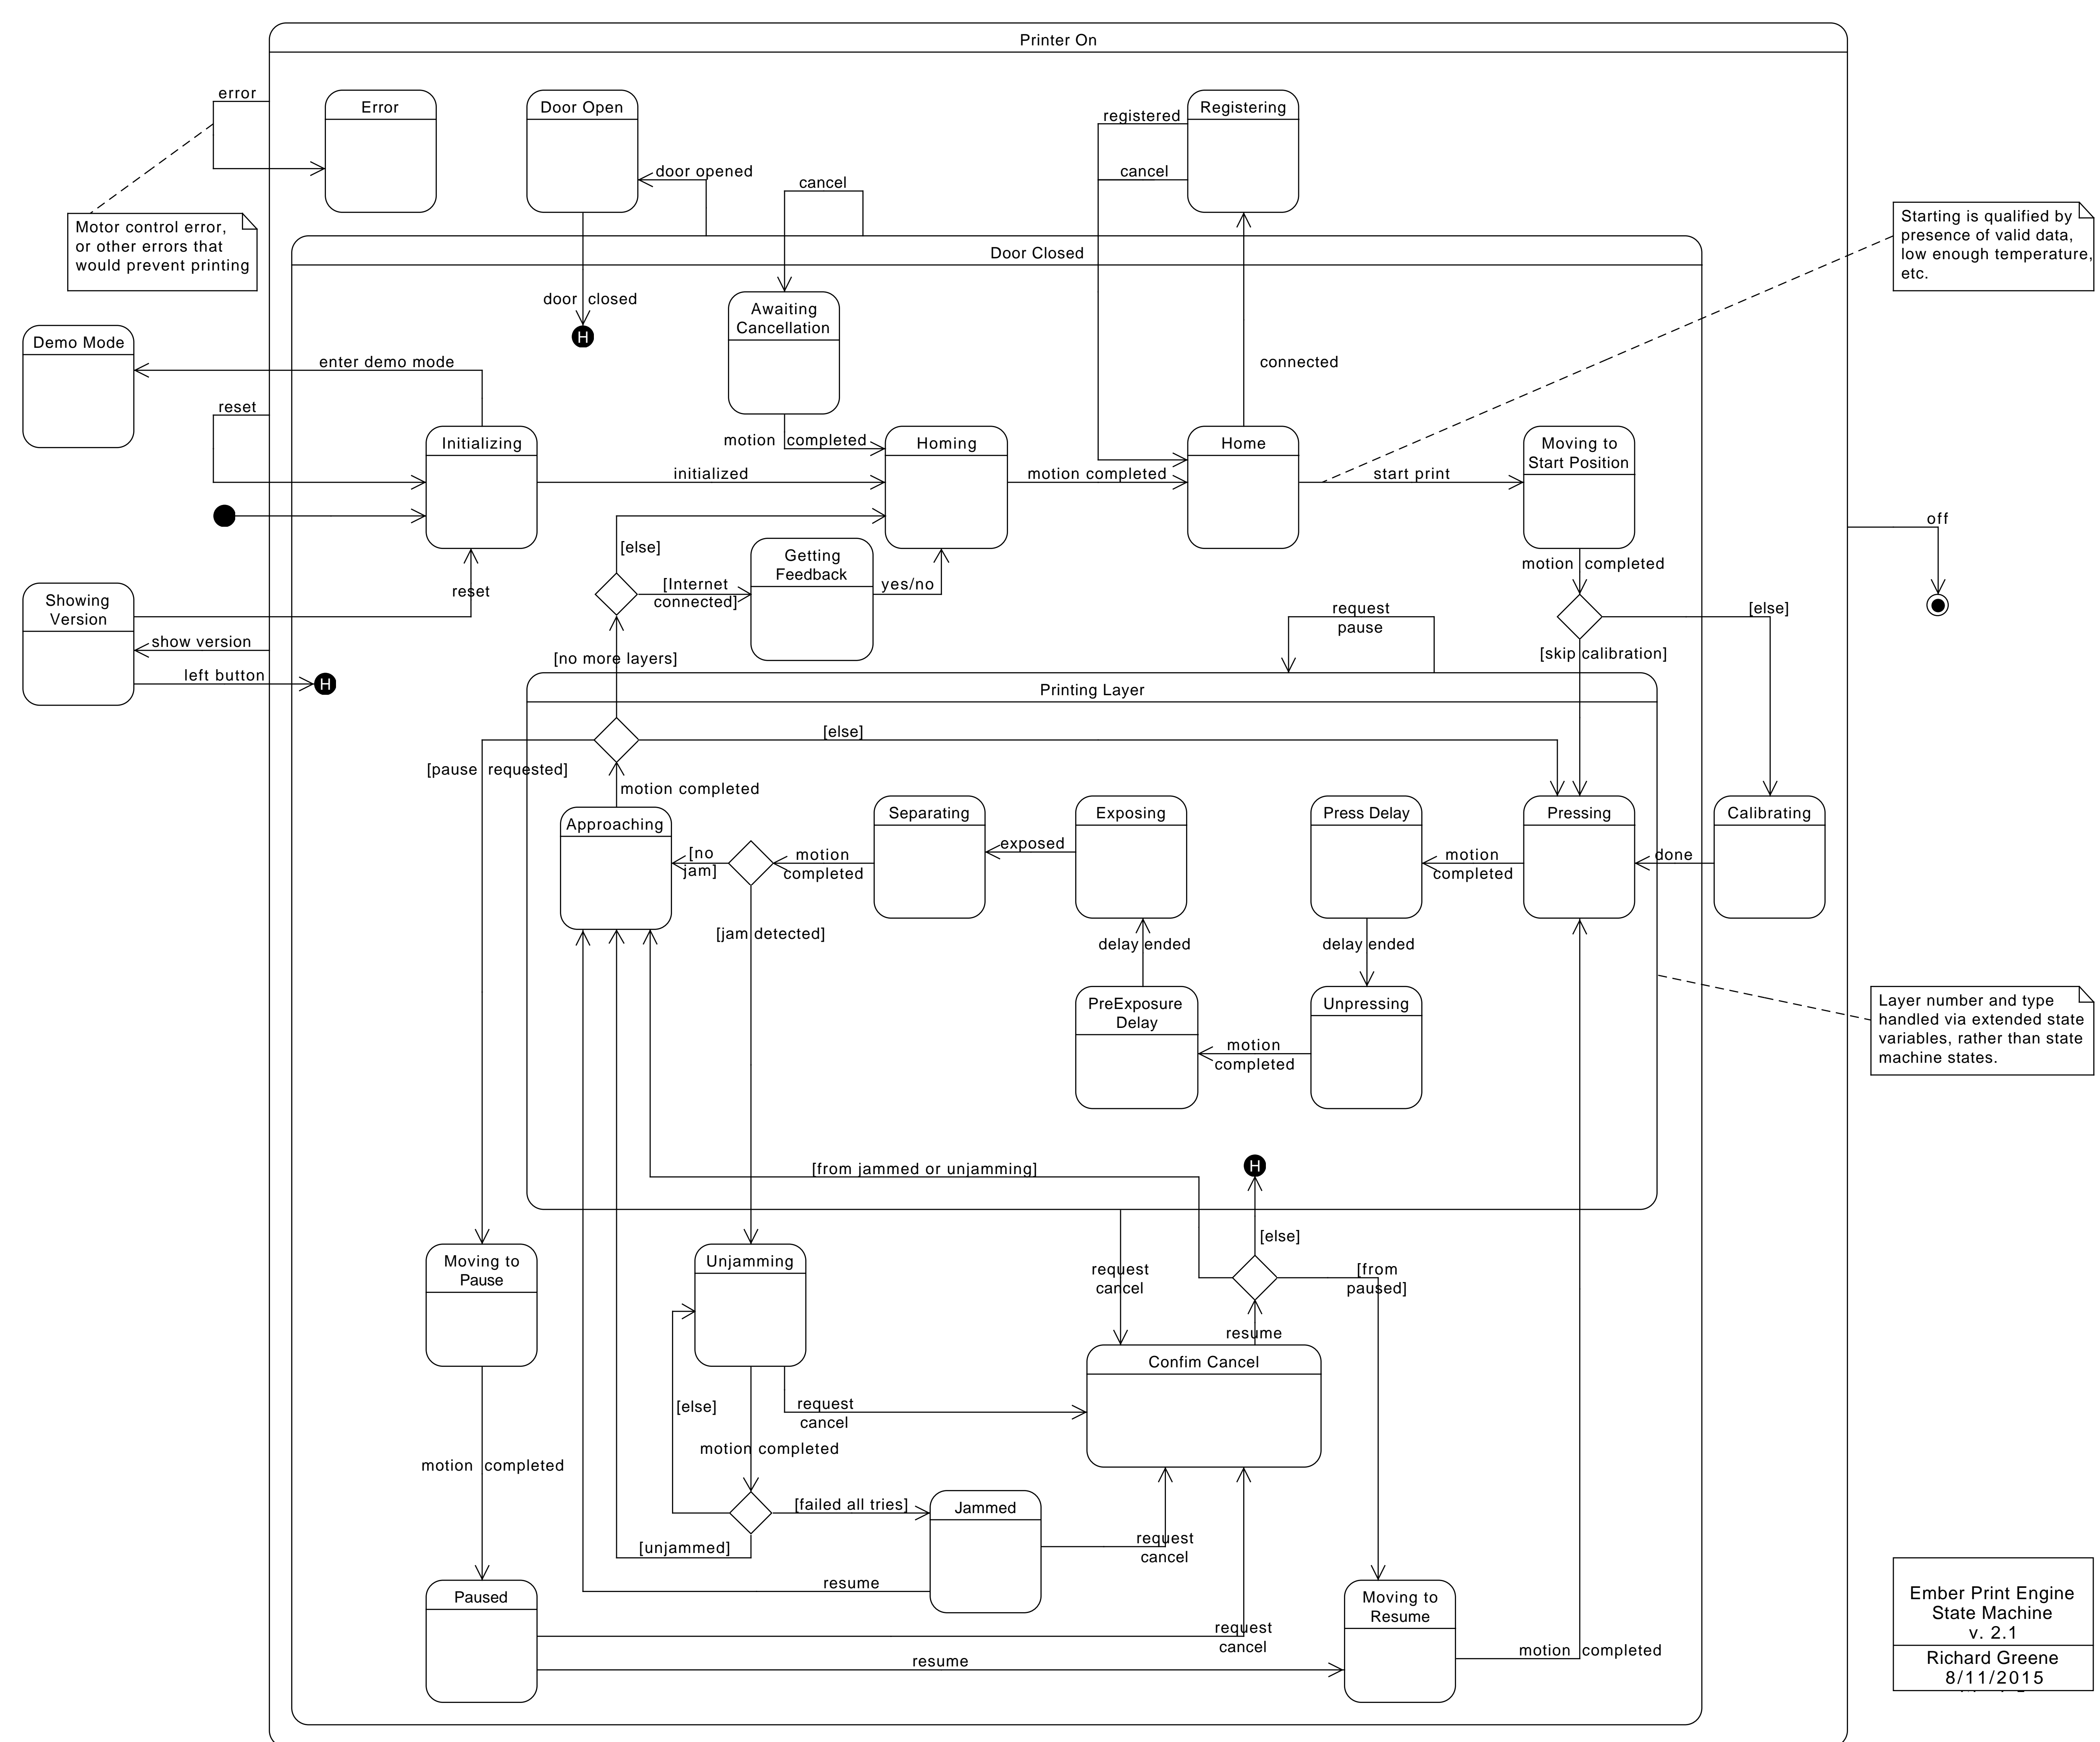 Printer On
error
Error
Door Open
Registering
registered
door opened
cancel
cancel
Motor control error,
or other errors that
would prevent printing
Starting is qualified by
presence of valid data,
low enough temperature,
etc.
Door Closed
door closed
H
Awaiting
Cancellation
Demo Mode
enter demo mode
connected
reset
Initializing
motion completed
Homing
Home
Moving to
Start Position
initialized
motion completed
start print
off
[else]
Getting
Feedback
motion completed
[Internet
connected]
yes/no
reset
Showing
Version
request
pause
[else]
show version
[no more layers]
[skip calibration]
left button
H
Printing Layer
[else]
[pause requested]
motion completed
Approaching
Separating
Exposing
Press Delay
Pressing
Calibrating
[no
jam]
motion
completed
exposed
motion
completed
done
[jam detected]
delay ended
delay ended
PreExposure
Delay
Unpressing
motion
completed
Layer number and type
handled via extended state
variables, rather than state
machine states.
[from jammed or unjamming]
H
[else]
Moving to
Pause
Unjamming
request
cancel
[from
paused]
resume
Confim Cancel
[else]
request
cancel
motion completed
motion completed
[failed all tries]
Jammed
request
cancel
[unjammed]
resume
Paused
Moving to
Resume
request
cancel
resume
motion completed
Ember Print Engine
State Machine
v. 2.1
Richard Greene
8/11/2015